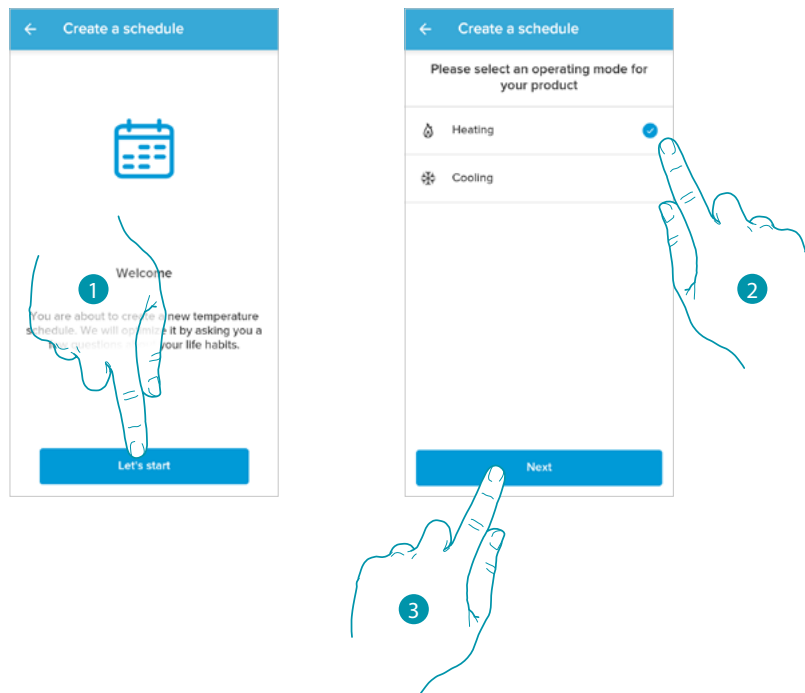 Create a schedule
Welcome
You are about to create a new temperature
schedule. We will optimize it by asking you a
few questions your life habits.
Let's start
1
Create a schedule
Please select an operating mode for
your product
Heating
Cooling
Next
2
3